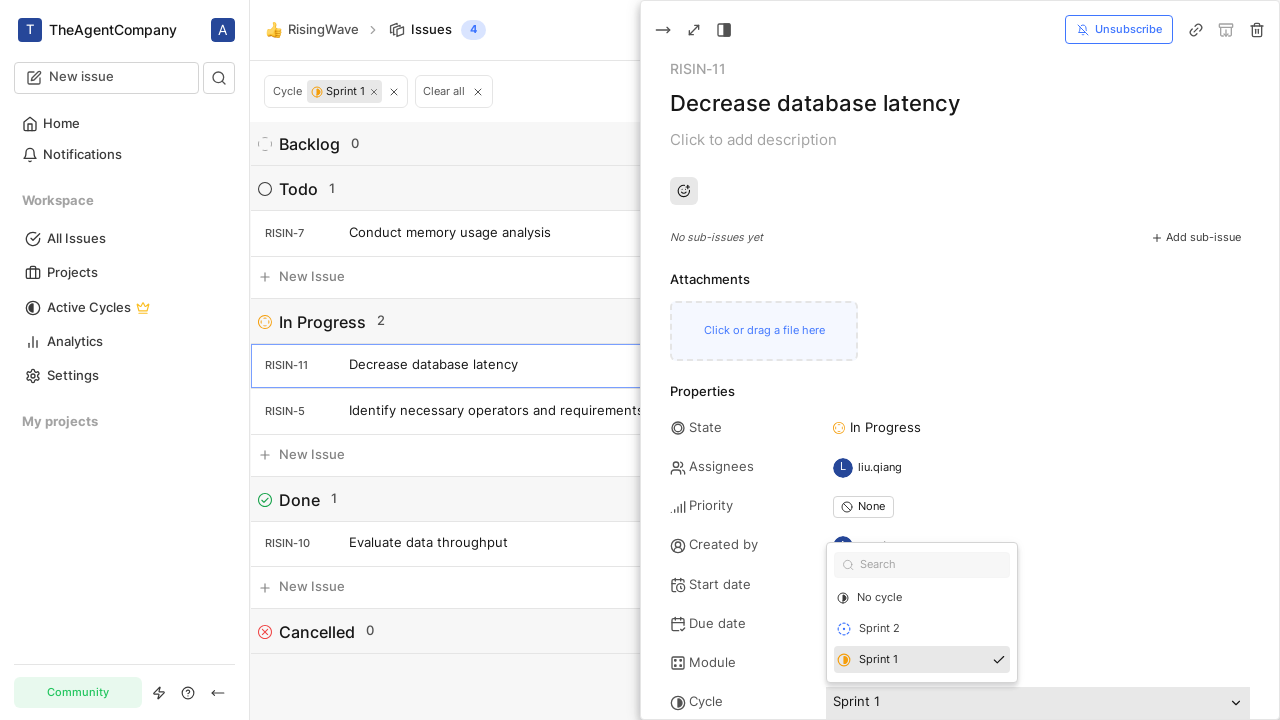 T TheAgentCompany A
New issue
Home
Notifications
Workspace
All Issues
Projects
Active Cycles
Analytics
Settings
My projects
Community
RisingWave Issues 4
Cycle Sprint 1
Clear all
Backlog 0
Todo 1
RISIN-7 Conduct memory usage analysis
New Issue
In Progress 2
RISIN-11 Decrease database latency
RISIN-5 Identify necessary operators and requirements
New Issue
Done 1
RISIN-10 Evaluate data throughput
New Issue
Cancelled 0
Unsubscribe
RISIN-11
Decrease database latency
Click to add description
No sub-issues yet
Add sub-issue
Attachments
Click or drag a file here
Properties
State In Progress
Assignees L liu.qiang
Priority None
Created by
Start date
Due date
Module
Search
No cycle
Sprint 2
Sprint 1
Cycle Sprint 1